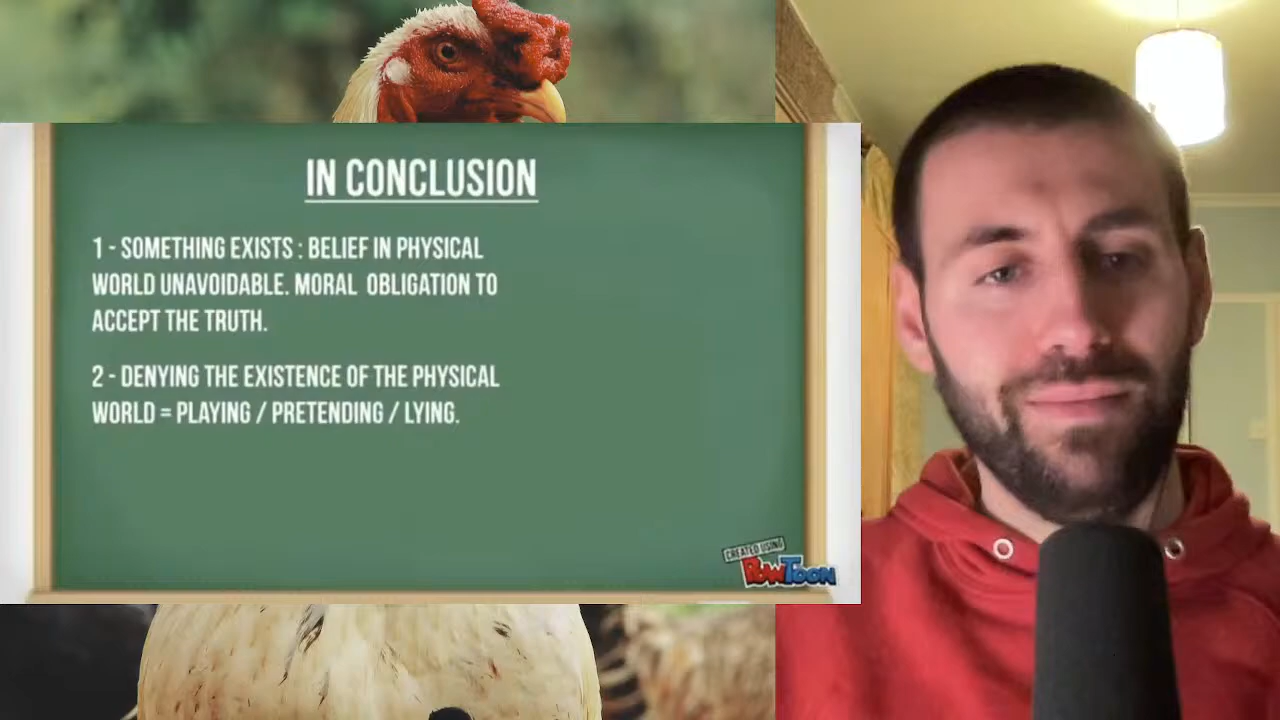 IN CONCLUSION
1 - SOMETHING EXISTS : BELIEF IN PHYSICAL
WORLD UNAVOIDABLE. MORAL OBLIGATION TO
ACCEPT THE TRUTH.
2 - DENYING THE EXISTENCE OF THE PHYSICAL
WORLD = PLAYING / PRETENDING / LYING.
CREATED USING
POWTOON